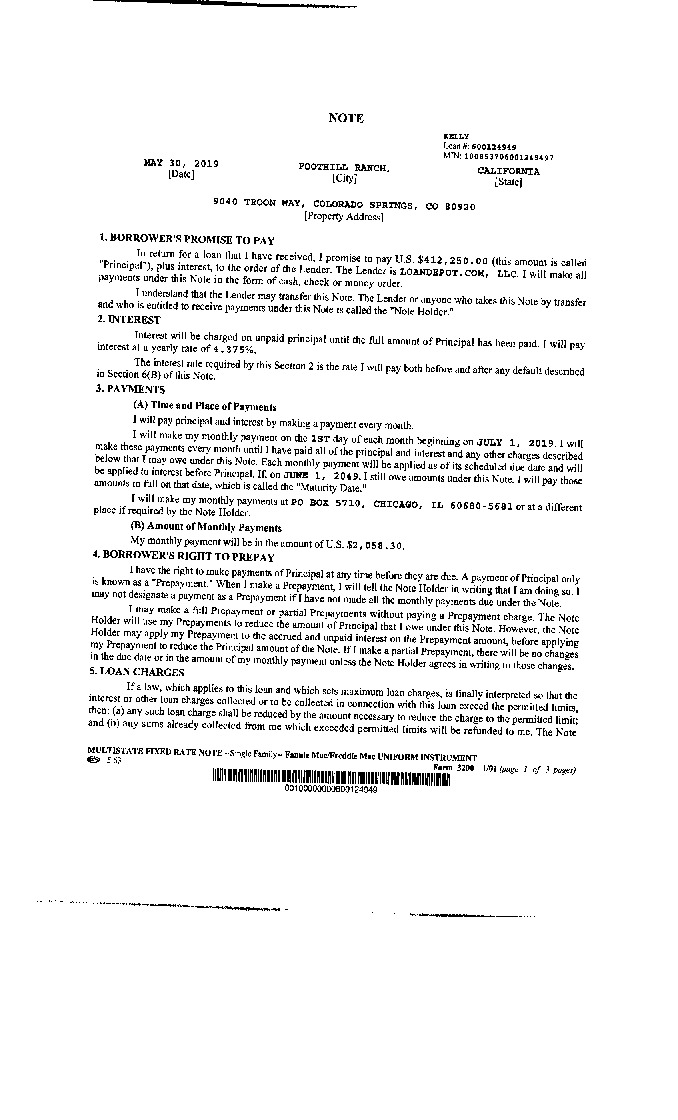 NOTE
KELLY
Loan #: 600124949
MIN: 100853706001249497
MAY 30, 2019
[Date]
FOOTHILL RANCH,
[City]
CALIFORNIA
[State]
9040 TROON WAY, COLORADO SPRINGS, CO 80920
[Property Address]
1. BORROWER'S PROMISE TO PAY
In return for a loan that I have received, I promise to pay U.S. $412,250.00 (this amount is called
"Principal"), plus interest, to the order of the Lender. The Lender is LOANDEPOT.COM, LLC. I will make all
payments under this Note in the form of cash, check or money order.
I understand that the Lender may transfer this Note. The Lender or anyone who takes this Note by transfer
and who is entitled to receive payments under this Note is called the "Note Holder."
2. INTEREST
Interest will be charged on unpaid principal until the full amount of Principal has been paid. I will pay
interest at a yearly rate of 4.375%.
The interest rate required by this Section 2 is the rate I will pay both before and after any default described
in Section 6(B) of this Note.
3. PAYMENTS
(A) Time and Place of Payments
I will pay principal and interest by making a payment every month.
I will make my monthly payment on the 1ST day of each month beginning on JULY 1, 2019. I will
make these payments every month until I have paid all of the principal and interest and any other charges described
below that I may owe under this Note. Each monthly payment will be applied as of its scheduled due date and will
be applied to interest before Principal. If, on JUNE 1, 2049, I still owe amounts under this Note, I will pay those
amounts in full on that date, which is called the "Maturity Date."
I will make my monthly payments at PO BOX 5710, CHICAGO, IL 60680-5681 or at a different
place if required by the Note Holder.
(B) Amount of Monthly Payments
My monthly payment will be in the amount of U.S. $2,058.30.
4. BORROWER'S RIGHT TO PREPAY
I have the right to make payments of Principal at any time before they are due. A payment of Principal only
is known as a "Prepayment." When I make a Prepayment, I will tell the Note Holder in writing that I am doing so. I
may not designate a payment as a Prepayment if I have not made all the monthly payments due under the Note.
I may make a full Prepayment or partial Prepayments without paying a Prepayment charge. The Note
Holder will use my Prepayments to reduce the amount of Principal that I owe under this Note. However, the Note
Holder may apply my Prepayment to the accrued and unpaid interest on the Prepayment amount, before applying
my Prepayment to reduce the Principal amount of the Note. If I make a partial Prepayment, there will be no changes
in the due date or in the amount of my monthly payment unless the Note Holder agrees in writing to those changes.
5. LOAN CHARGES
If a law, which applies to this loan and which sets maximum loan charges, is finally interpreted so that the
interest or other loan charges collected or to be collected in connection with this loan exceed the permitted limits,
then: (a) any such loan charge shall be reduced by the amount necessary to reduce the charge to the permitted limit;
and (b) any sums already collected from me which exceeded permitted limits will be refunded to me. The Note
MULTISTATE FIXED RATE NOTE--Single Family--Fannie Mae/Freddie Mac UNIFORM INSTRUMENT
Form 3200 1/01 (page 1 of 3 pages)